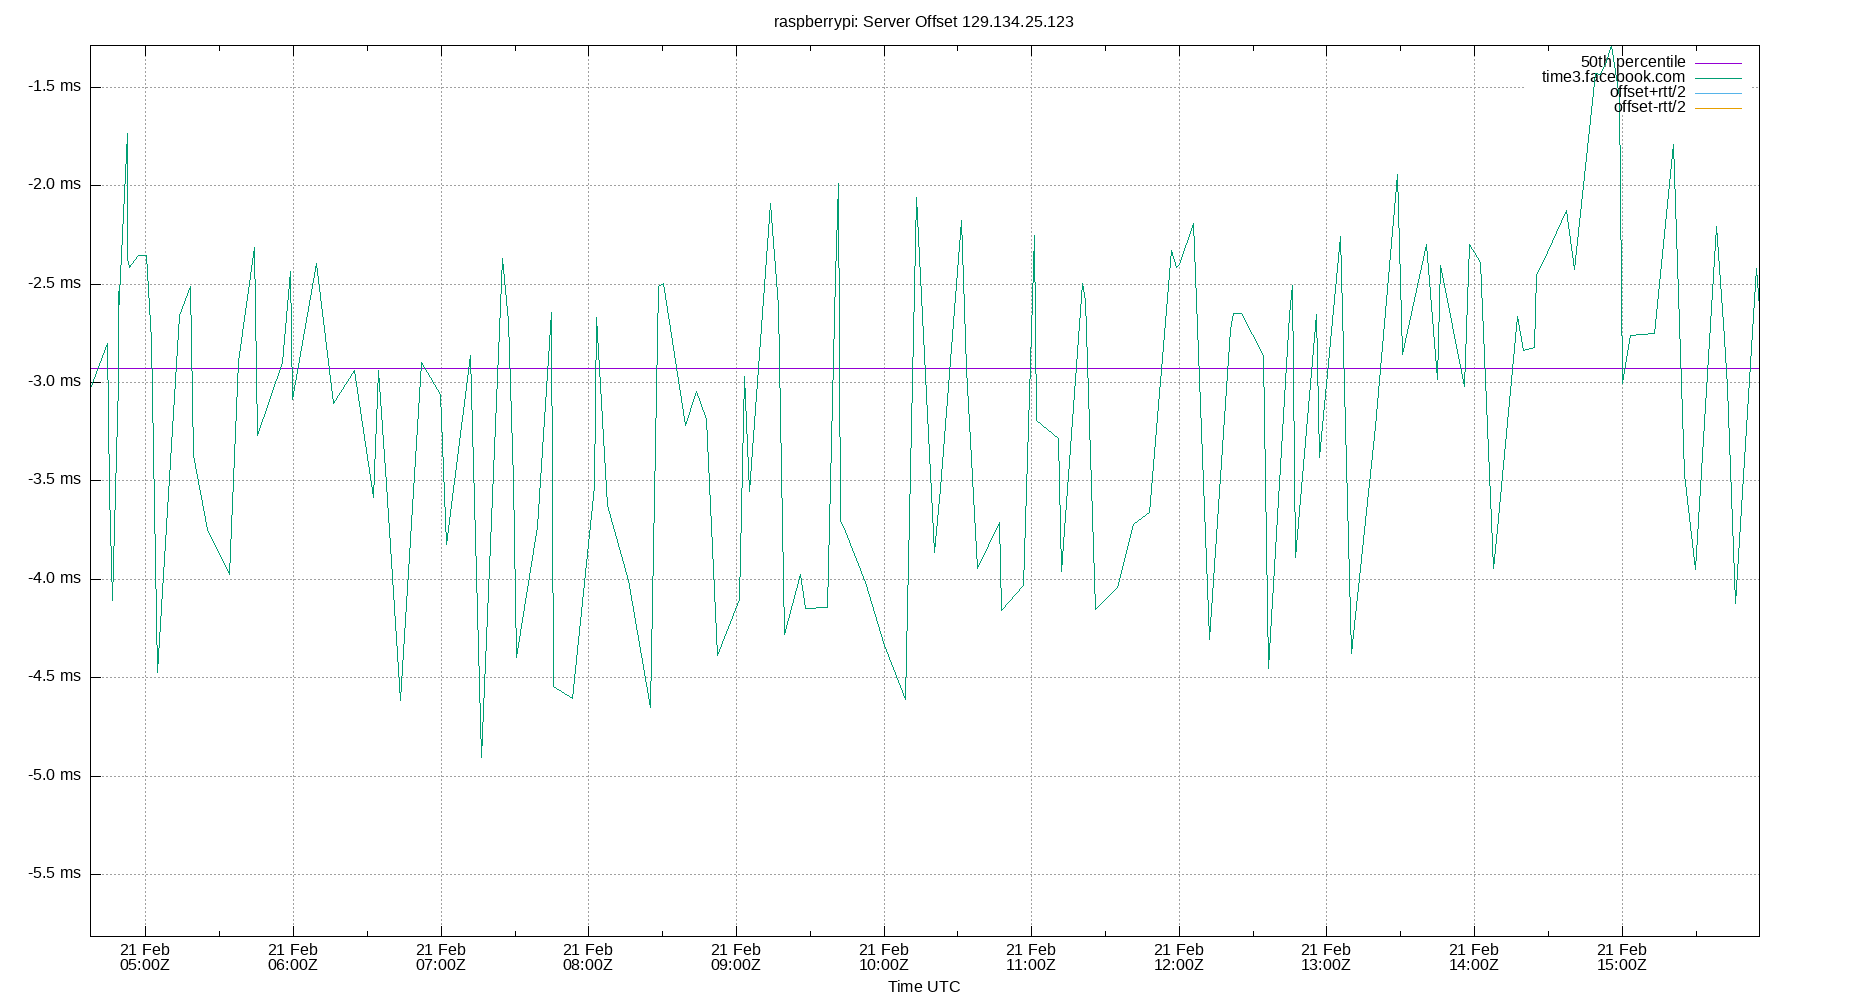 raspberrypi: Server Offset 129.134.25.123
50th percentile
time3.facebook.com
offset+rtt/2
offset-rtt/2
-1.5 ms
-2.0 ms
-2.5 ms
-3.0 ms
-3.5 ms
-4.0 ms
-4.5 ms
-5.0 ms
-5.5 ms
21 Feb 21 Feb 21 Feb 21 Feb 21 Feb 21 Feb 21 Feb 21 Feb 21 Feb 21 Feb 21 Feb
05:00Z 06:00Z 07:00Z 08:00Z 09:00Z 10:00Z 11:00Z 12:00Z 13:00Z 14:00Z 15:00Z
Time UTC